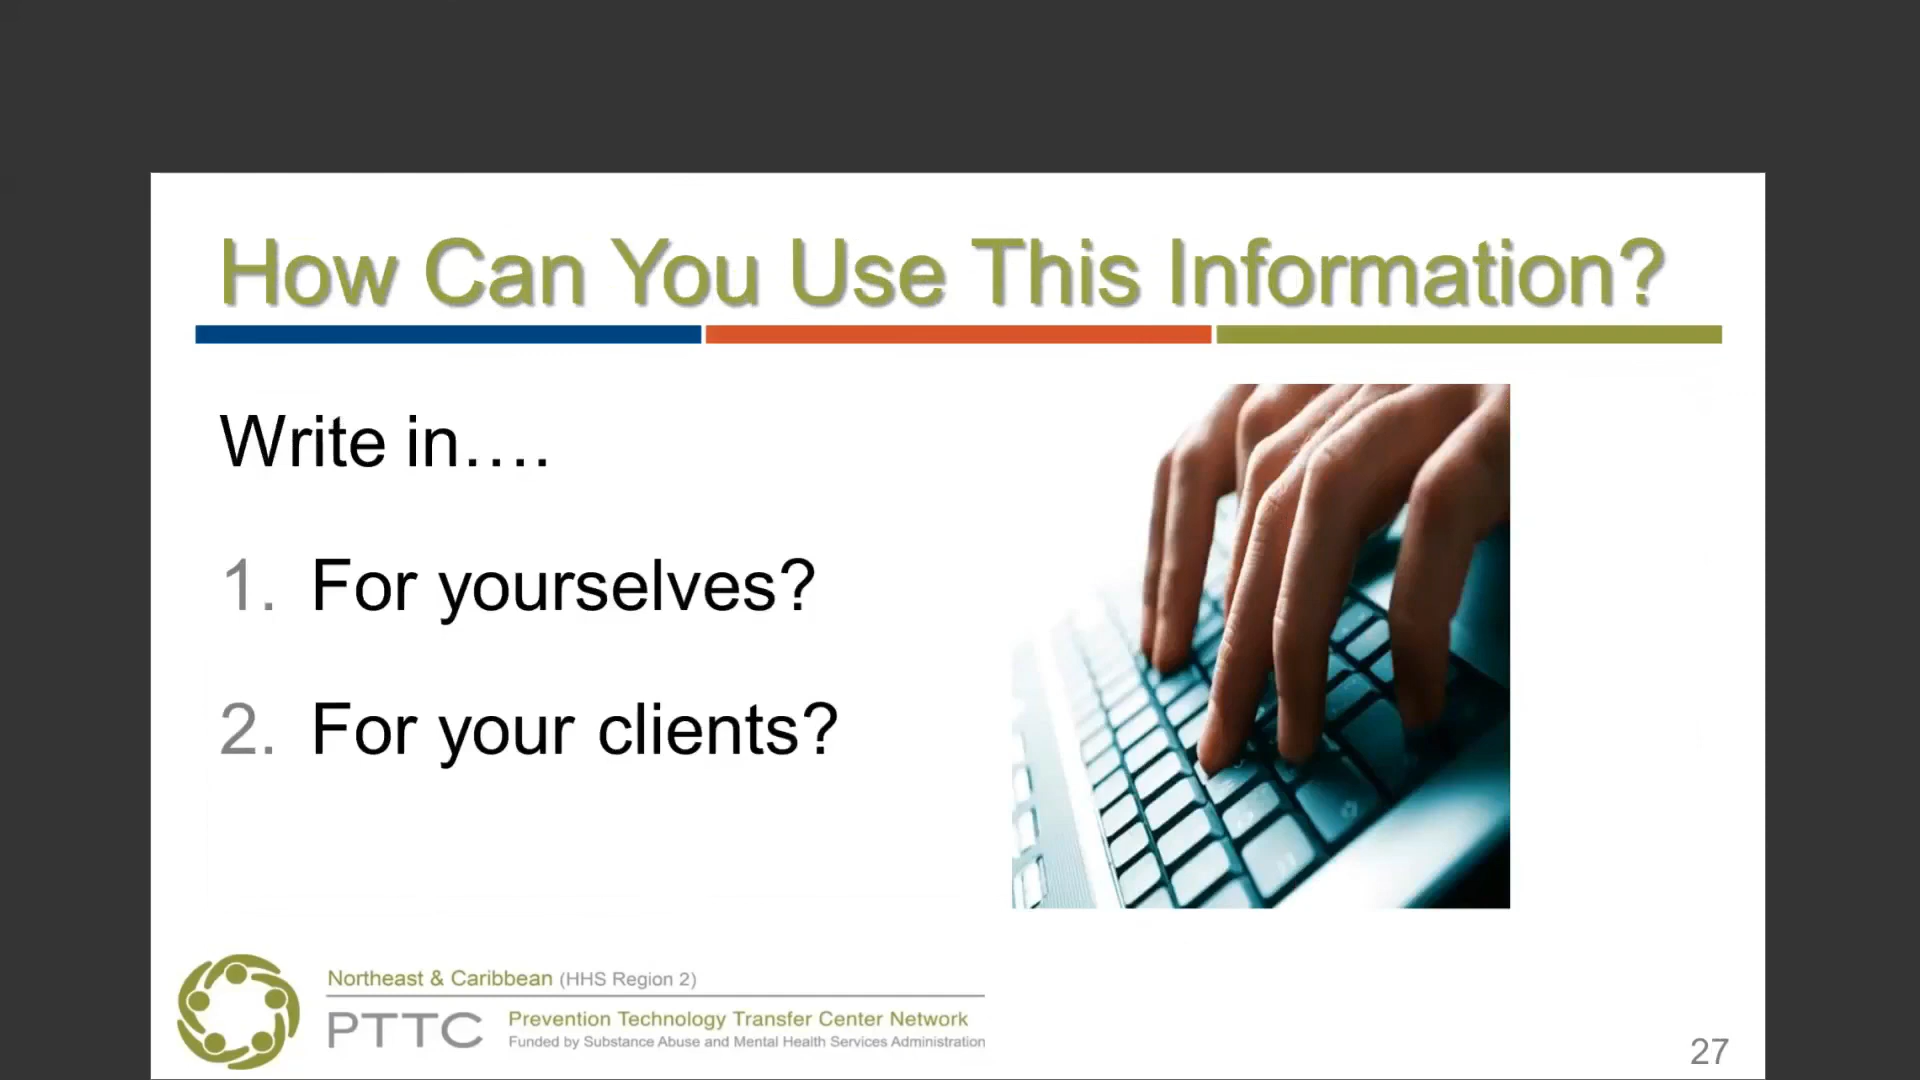 How Can You Use This Information?
Write in….
1. For yourselves?
2. For your clients?
Northeast & Caribbean (HHS Region 2)
PTTC
Prevention Technology Transfer Center Network
Funded by Substance Abuse and Mental Health Services Administration
27